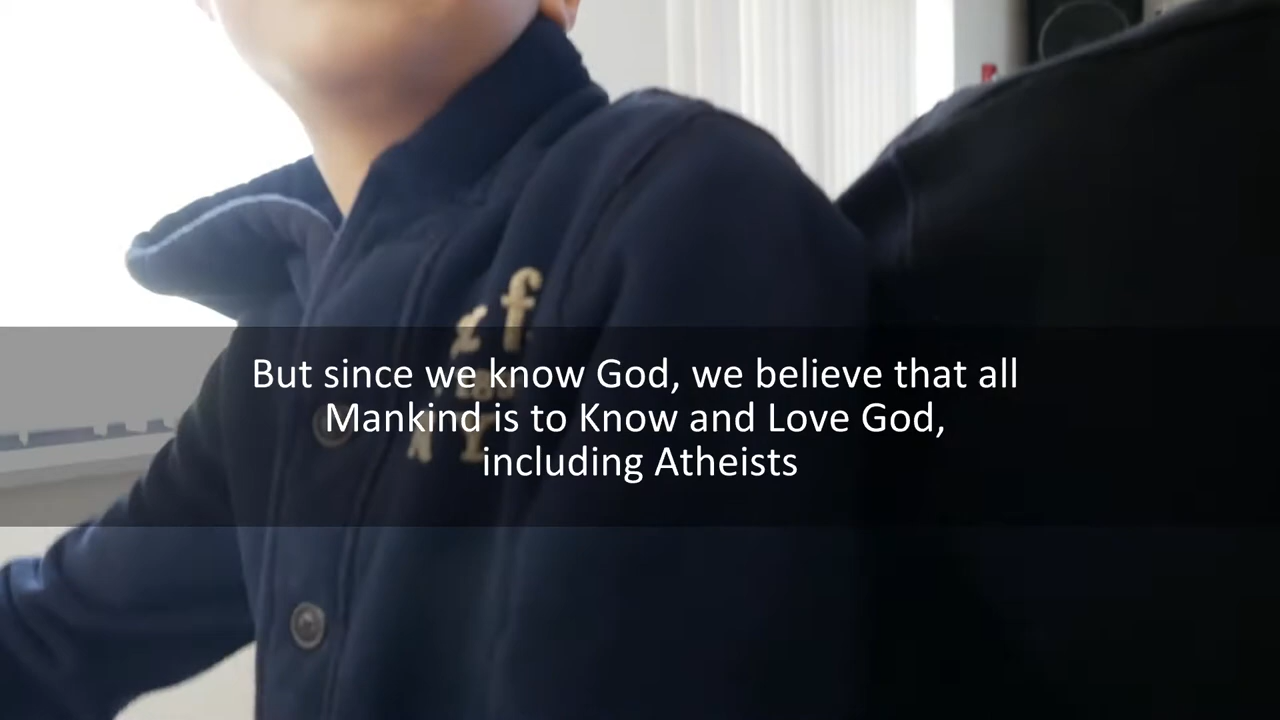 But since we know God, we believe that all
Mankind is to Know and Love God,
including Atheists